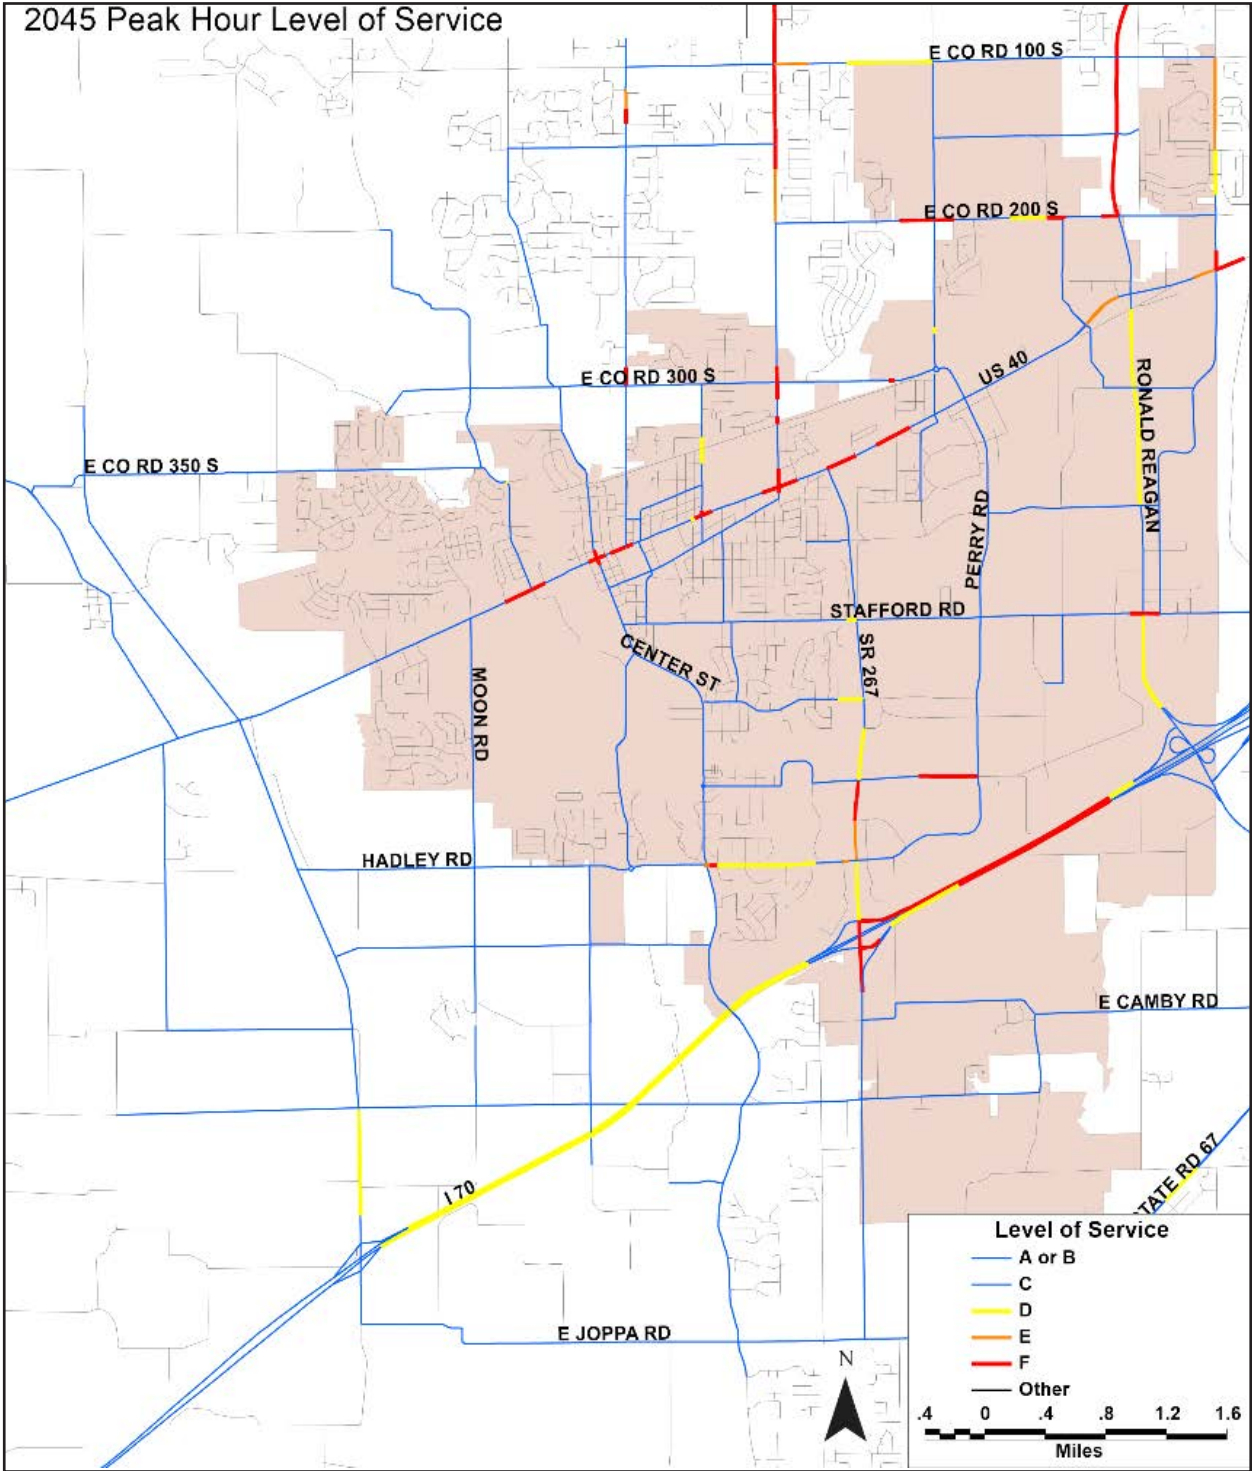 2045 Peak Hour Level of Service
E CO RD 100 S
E CO RD 200 S
US 40
E CO RD 300 S
RONALD REAGAN
E CO RD 350 S
PERRY RD
STAFFORD RD
CENTER ST
SR 267
MOON RD
HADLEY RD
E CAMBY RD
STATE RD 67
I 70
E JOPPA RD
N
Level of Service
A or B
C
D
E
F
Other
.4 0 .4 .8 1.2 1.6
Miles